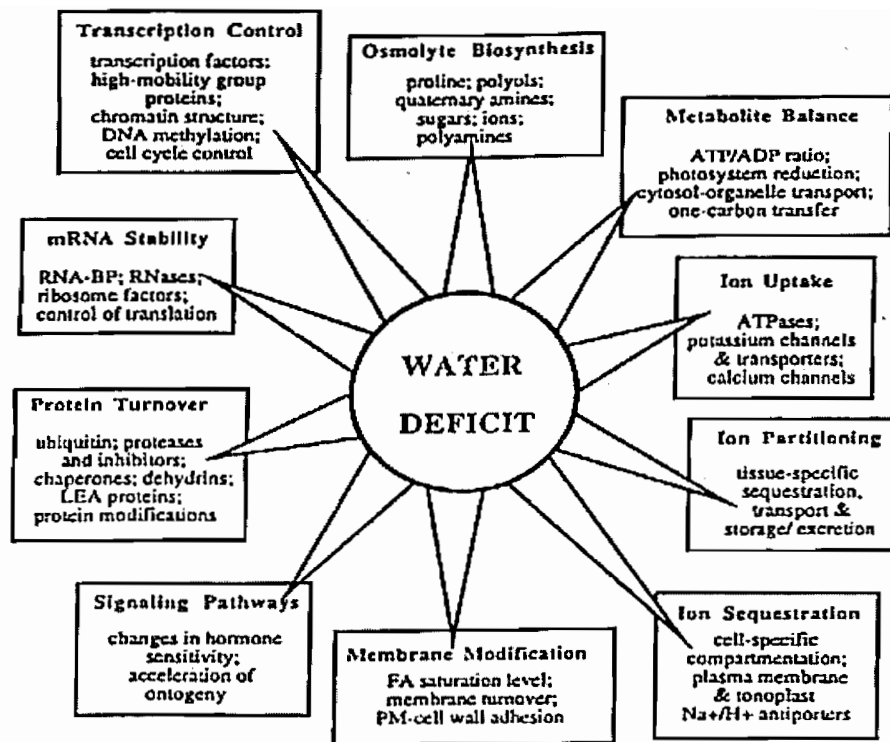 Transcription Control
transcription factors;
high-mobility group
proteins;
chromatin structure;
DNA methylation;
cell cycle control
Osmolyte Biosynthesis
proline; polyols;
quaternary amines;
sugars; ions;
polyamines
Metabolite Balance
ATP/ADP ratio;
photosystem reduction;
cytosol-organelle transport;
one-carbon transfer
mRNA Stability
RNA-BP; RNases;
ribosome factors;
control of translation
Ion Uptake
ATPases;
potassium channels
& transporters;
calcium channels
WATER
DEFICIT
Protein Turnover
ubiquitin; proteases
and inhibitors;
chaperones; dehydrins;
LEA proteins;
protein modifications
Ion Partitioning
tissue-specific
sequestration,
transport &
storage/ excretion
Signaling Pathways
changes in hormone
sensitivity;
acceleration of
ontogeny
Membrane Modification
FA saturation level;
membrane turnover;
PM-cell wall adhesion
Ion Sequestration
cell-specific
compartmentation;
plasma membrane
& tonoplast
Na+/H+ antiporters